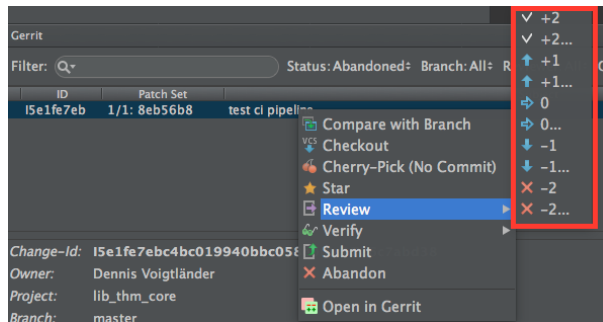 Gerrit
Filter:
Status: Abandoned Branch: All R
ID Patch Set
I5e1fe7eb 1/1: 8eb56b8 test ci pipeline
Compare with Branch
VCS Checkout
Cherry-Pick (No Commit)
Star
Review
Verify
Submit
Abandon
Open in Gerrit
+2
+2...
+1
+1...
0
0...
-1
-1...
-2
-2...
Change-Id: I5e1fe7ebc4bc019940bbc058
Owner: Dennis Voigtländer
Project: lib_thm_core
Branch: master